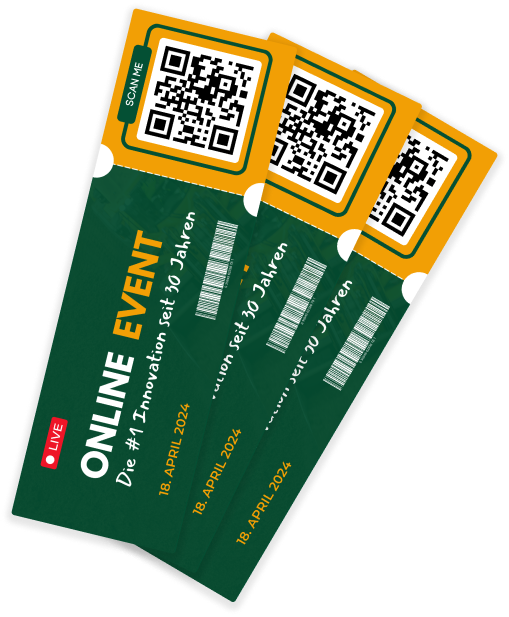 SCAN ME
LIVE
ONLINE EVENT
Die #1 Innovation seit 30 Jahren
18. APRIL 2024
seit 30 Jahren
18. APRIL 2024
seit 30 Jahren
18. APRIL 2024